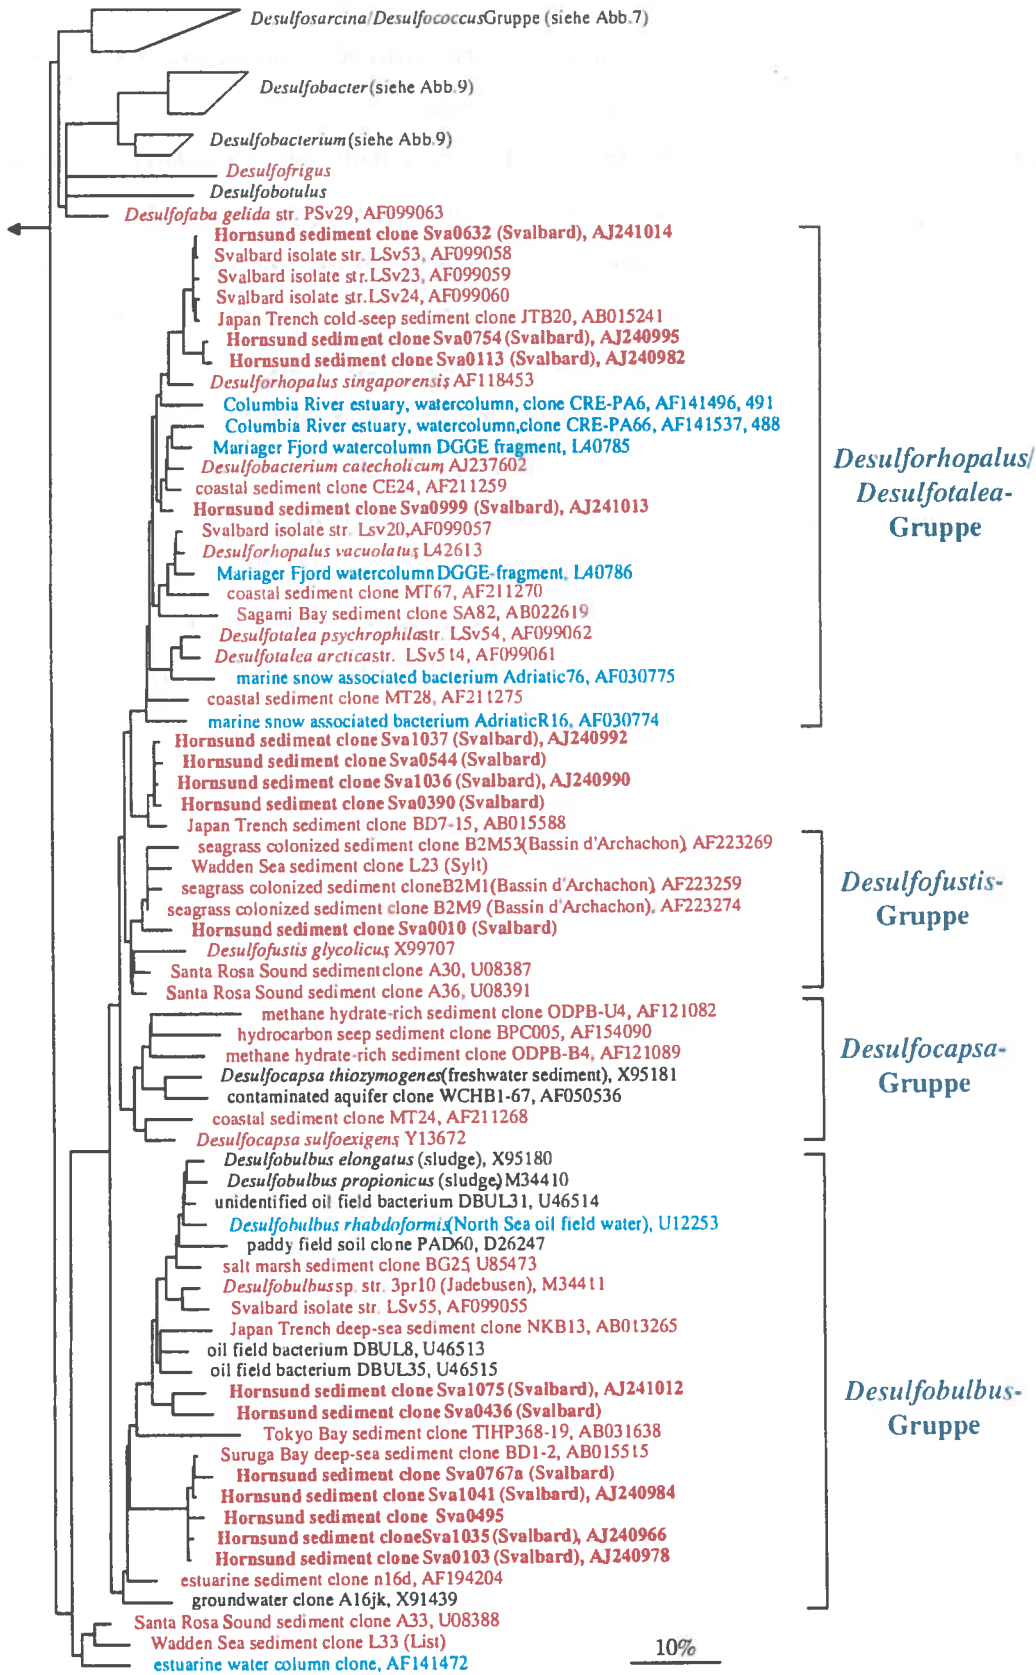 Desulfosarcina/DesulfococcusGruppe (siehe Abb.7)
Desulfobacter(siehe Abb.9)
Desulfobacterium(siehe Abb.9)
Desulfofrigus
Desulfobotulus
Desulfofaba gelida str. PSv29, AF099063
Hornsund sediment clone Sva0632 (Svalbard), AJ241014
Svalbard isolate str. LSv53, AF099058
Svalbard isolate str.LSv23, AF099059
Svalbard isolate str.LSv24, AF099060
Japan Trench cold-seep sediment clone JTB20, AB015241
Hornsund sediment clone Sva0754 (Svalbard), AJ240995
Hornsund sediment clone Sva0113 (Svalbard), AJ240982
Desulforhopalus singaporensis, AF118453
Columbia River estuary, watercolumn, clone CRE-PA6, AF141496, 491
Columbia River estuary, watercolumn,clone CRE-PA66, AF141537, 488
Mariager Fjord watercolumn DGGE fragment, L40785
Desulfobacterium catecholicum, AJ237602
coastal sediment clone CE24, AF211259
Hornsund sediment clone Sva0999 (Svalbard), AJ241013
Svalbard isolate str. Lsv20,AF099057
Desulforhopalus vacuolatus, L42613
Mariager Fjord watercolumn DGGE-fragment, L40786
coastal sediment clone MT67, AF211270
Sagami Bay sediment clone SA82, AB022619
Desulfotalea psychrophilastr. LSv54, AF099062
Desulfotalea arcticastr. LSv514, AF099061
marine snow associated bacterium Adriatic76, AF030775
coastal sediment clone MT28, AF211275
marine snow associated bacterium AdriaticR16, AF030774
Desulforhopalus/
Desulfotalea-
Gruppe
Hornsund sediment clone Sva1037 (Svalbard), AJ240992
Hornsund sediment clone Sva0544 (Svalbard)
Hornsund sediment clone Sva1036 (Svalbard), AJ240990
Hornsund sediment clone Sva0390 (Svalbard)
Japan Trench sediment clone BD7-15, AB015588
seagrass colonized sediment clone B2M53(Bassin d'Archachon), AF223269
Wadden Sea sediment clone L23 (Sylt)
seagrass colonized sediment cloneB2M1(Bassin d'Archachon), AF223259
seagrass colonized sediment clone B2M9 (Bassin d'Archachon), AF223274
Hornsund sediment clone Sva0010 (Svalbard)
Desulfofustis glycolicus, X99707
Santa Rosa Sound sedimentclone A30, U08387
Santa Rosa Sound sediment clone A36, U08391
Desulfofustis-
Gruppe
methane hydrate-rich sediment clone ODPB-U4, AF121082
hydrocarbon seep sediment clone BPC005, AF154090
methane hydrate-rich sediment clone ODPB-B4, AF121089
Desulfocapsa thiozymogenes(freshwater sediment), X95181
contaminated aquifer clone WCHB1-67, AF050536
coastal sediment clone MT24, AF211268
Desulfocapsa sulfoexigens, Y13672
Desulfocapsa-
Gruppe
Desulfobulbus elongatus (sludge), X95180
Desulfobulbus propionicus (sludge),M34410
unidentified oil field bacterium DBUL31, U46514
Desulfobulbus rhabdoformis(North Sea oil field water), U12253
paddy field soil clone PAD60, D26247
salt marsh sediment clone BG25, U85473
Desulfobulbussp. str. 3pr10 (Jadebusen), M34411
Svalbard isolate str. LSv55, AF099055
Japan Trench deep-sea sediment clone NKB13, AB013265
oil field bacterium DBUL8, U46513
oil field bacterium DBUL35, U46515
Hornsund sediment clone Sva1075 (Svalbard), AJ241012
Hornsund sediment clone Sva0436 (Svalbard)
Tokyo Bay sediment clone TIHP368-19, AB031638
Suruga Bay deep-sea sediment clone BD1-2, AB015515
Hornsund sediment clone Sva0767a (Svalbard)
Hornsund sediment clone Sva1041 (Svalbard), AJ240984
Hornsund sediment clone Sva0495
Hornsund sediment cloneSva1035 (Svalbard), AJ240966
Hornsund sediment clone Sva0103 (Svalbard), AJ240978
estuarine sediment clone n16d, AF194204
groundwater clone A16jk, X91439
Desulfobulbus-
Gruppe
Santa Rosa Sound sediment clone A33, U08388
Wadden Sea sediment clone L33 (List)
estuarine water column clone, AF141472
10%